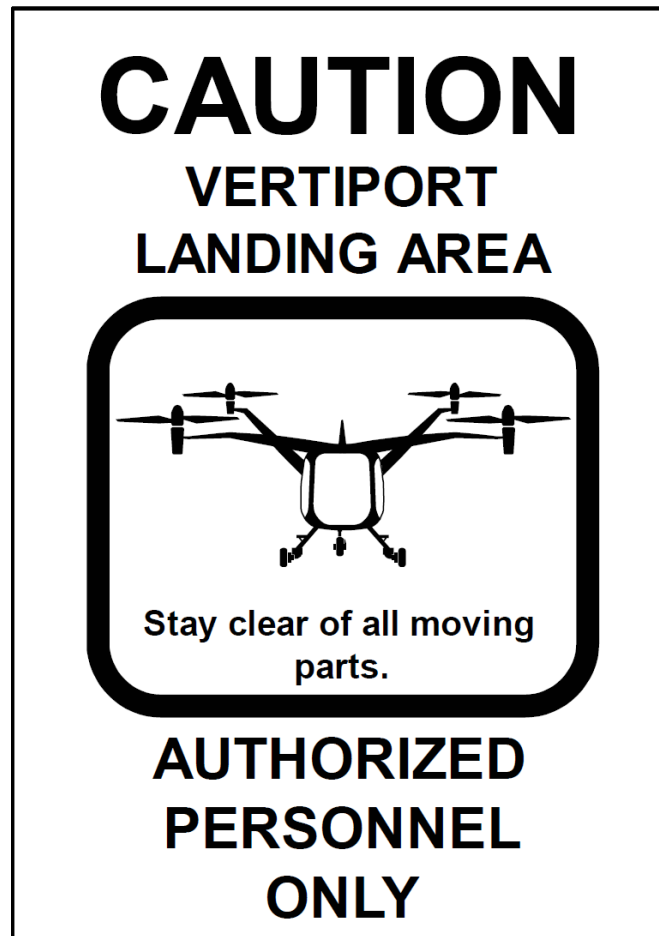 CAUTION
VERTIPORT
LANDING AREA
Stay clear of all moving
parts.
AUTHORIZED
PERSONNEL
ONLY